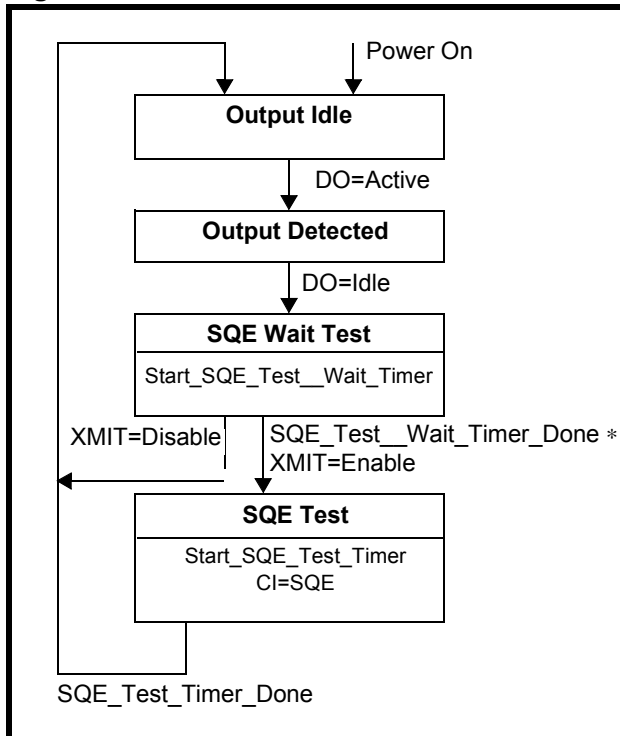 Power On
Output Idle
DO=Active
Output Detected
DO=Idle
SQE Wait Test
Start_SQE_Test__Wait_Timer
XMIT=Disable
SQE_Test__Wait_Timer_Done *
XMIT=Enable
SQE Test
Start_SQE_Test_Timer
CI=SQE
SQE_Test_Timer_Done